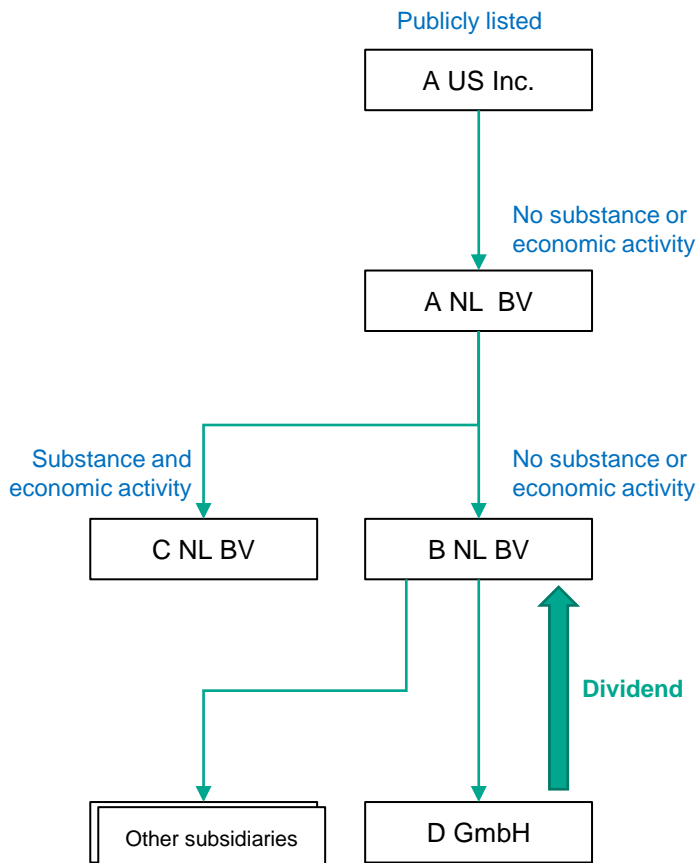 Publicly listed
A US Inc.
No substance or
economic activity
A NL BV
Substance and
economic activity
No substance or
economic activity
C NL BV
B NL BV
Dividend
Other subsidiaries
D GmbH